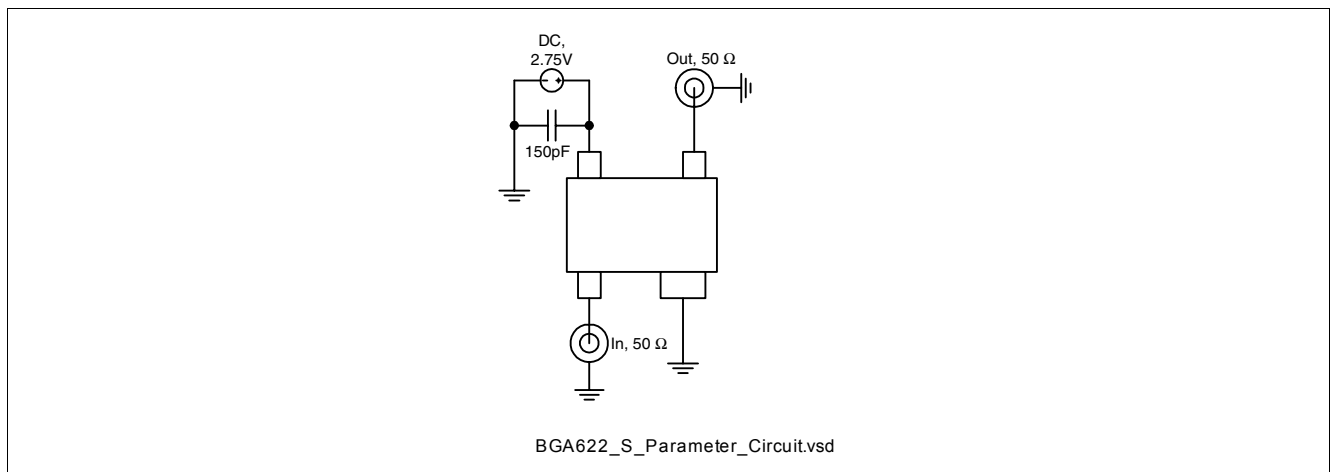 DC,
2.75V
Out, 50 Ω
150pF
In, 50 Ω
BGA622_S_Parameter_Circuit.vsd